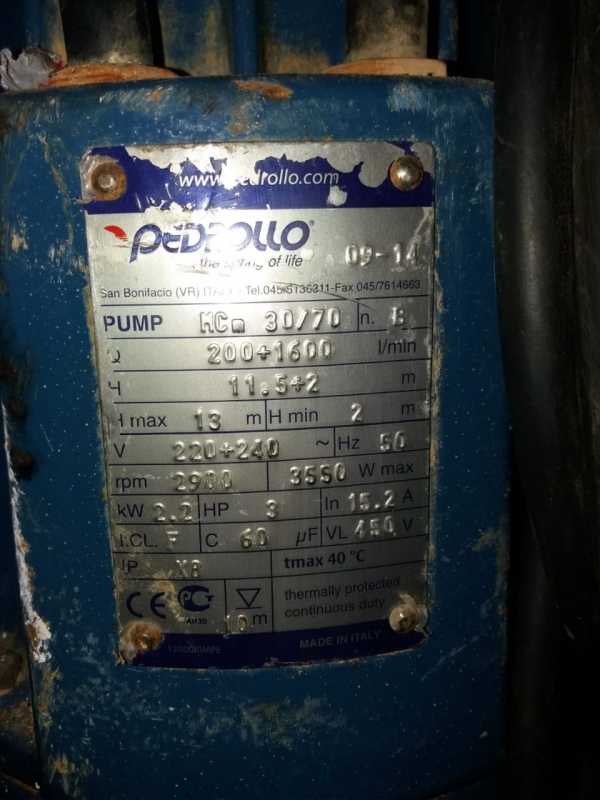 www.pedrollo.com
PEDROLLO®
the spring of life 09-14
San Bonifacio (VR) ITALY - Tel.045/6136311-Fax 045/7614663
PUMP MCm 30/70 n.
Q 200÷1600 l/min
H 11.5÷2 m
H max 13 m H min 2 m
V 220÷240 ~ Hz 50
rpm 2900 3550 W max
kW 2.2 HP 3 In 15.2 A
I.CL. F C 60 µF VL 450 V
IP X8 tmax 40 °C
CE PCT 10 m thermally protected
continuous duty
MADE IN ITALY